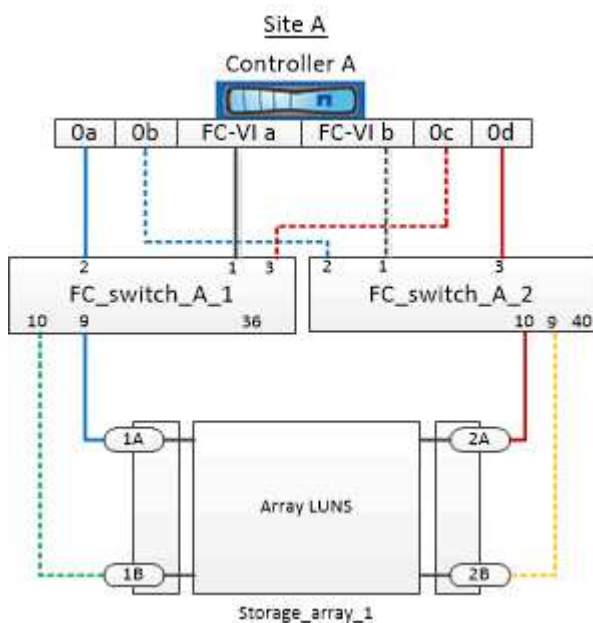 Site A
Controller A
0a 0b FC-VI a FC-VI b 0c 0d
2 1 3 2 1 3
FC_switch_A_1 FC_switch_A_2
10 9 36 10 9 40
1A 2A
Array LUNS
1B 2B
Storage_array_1